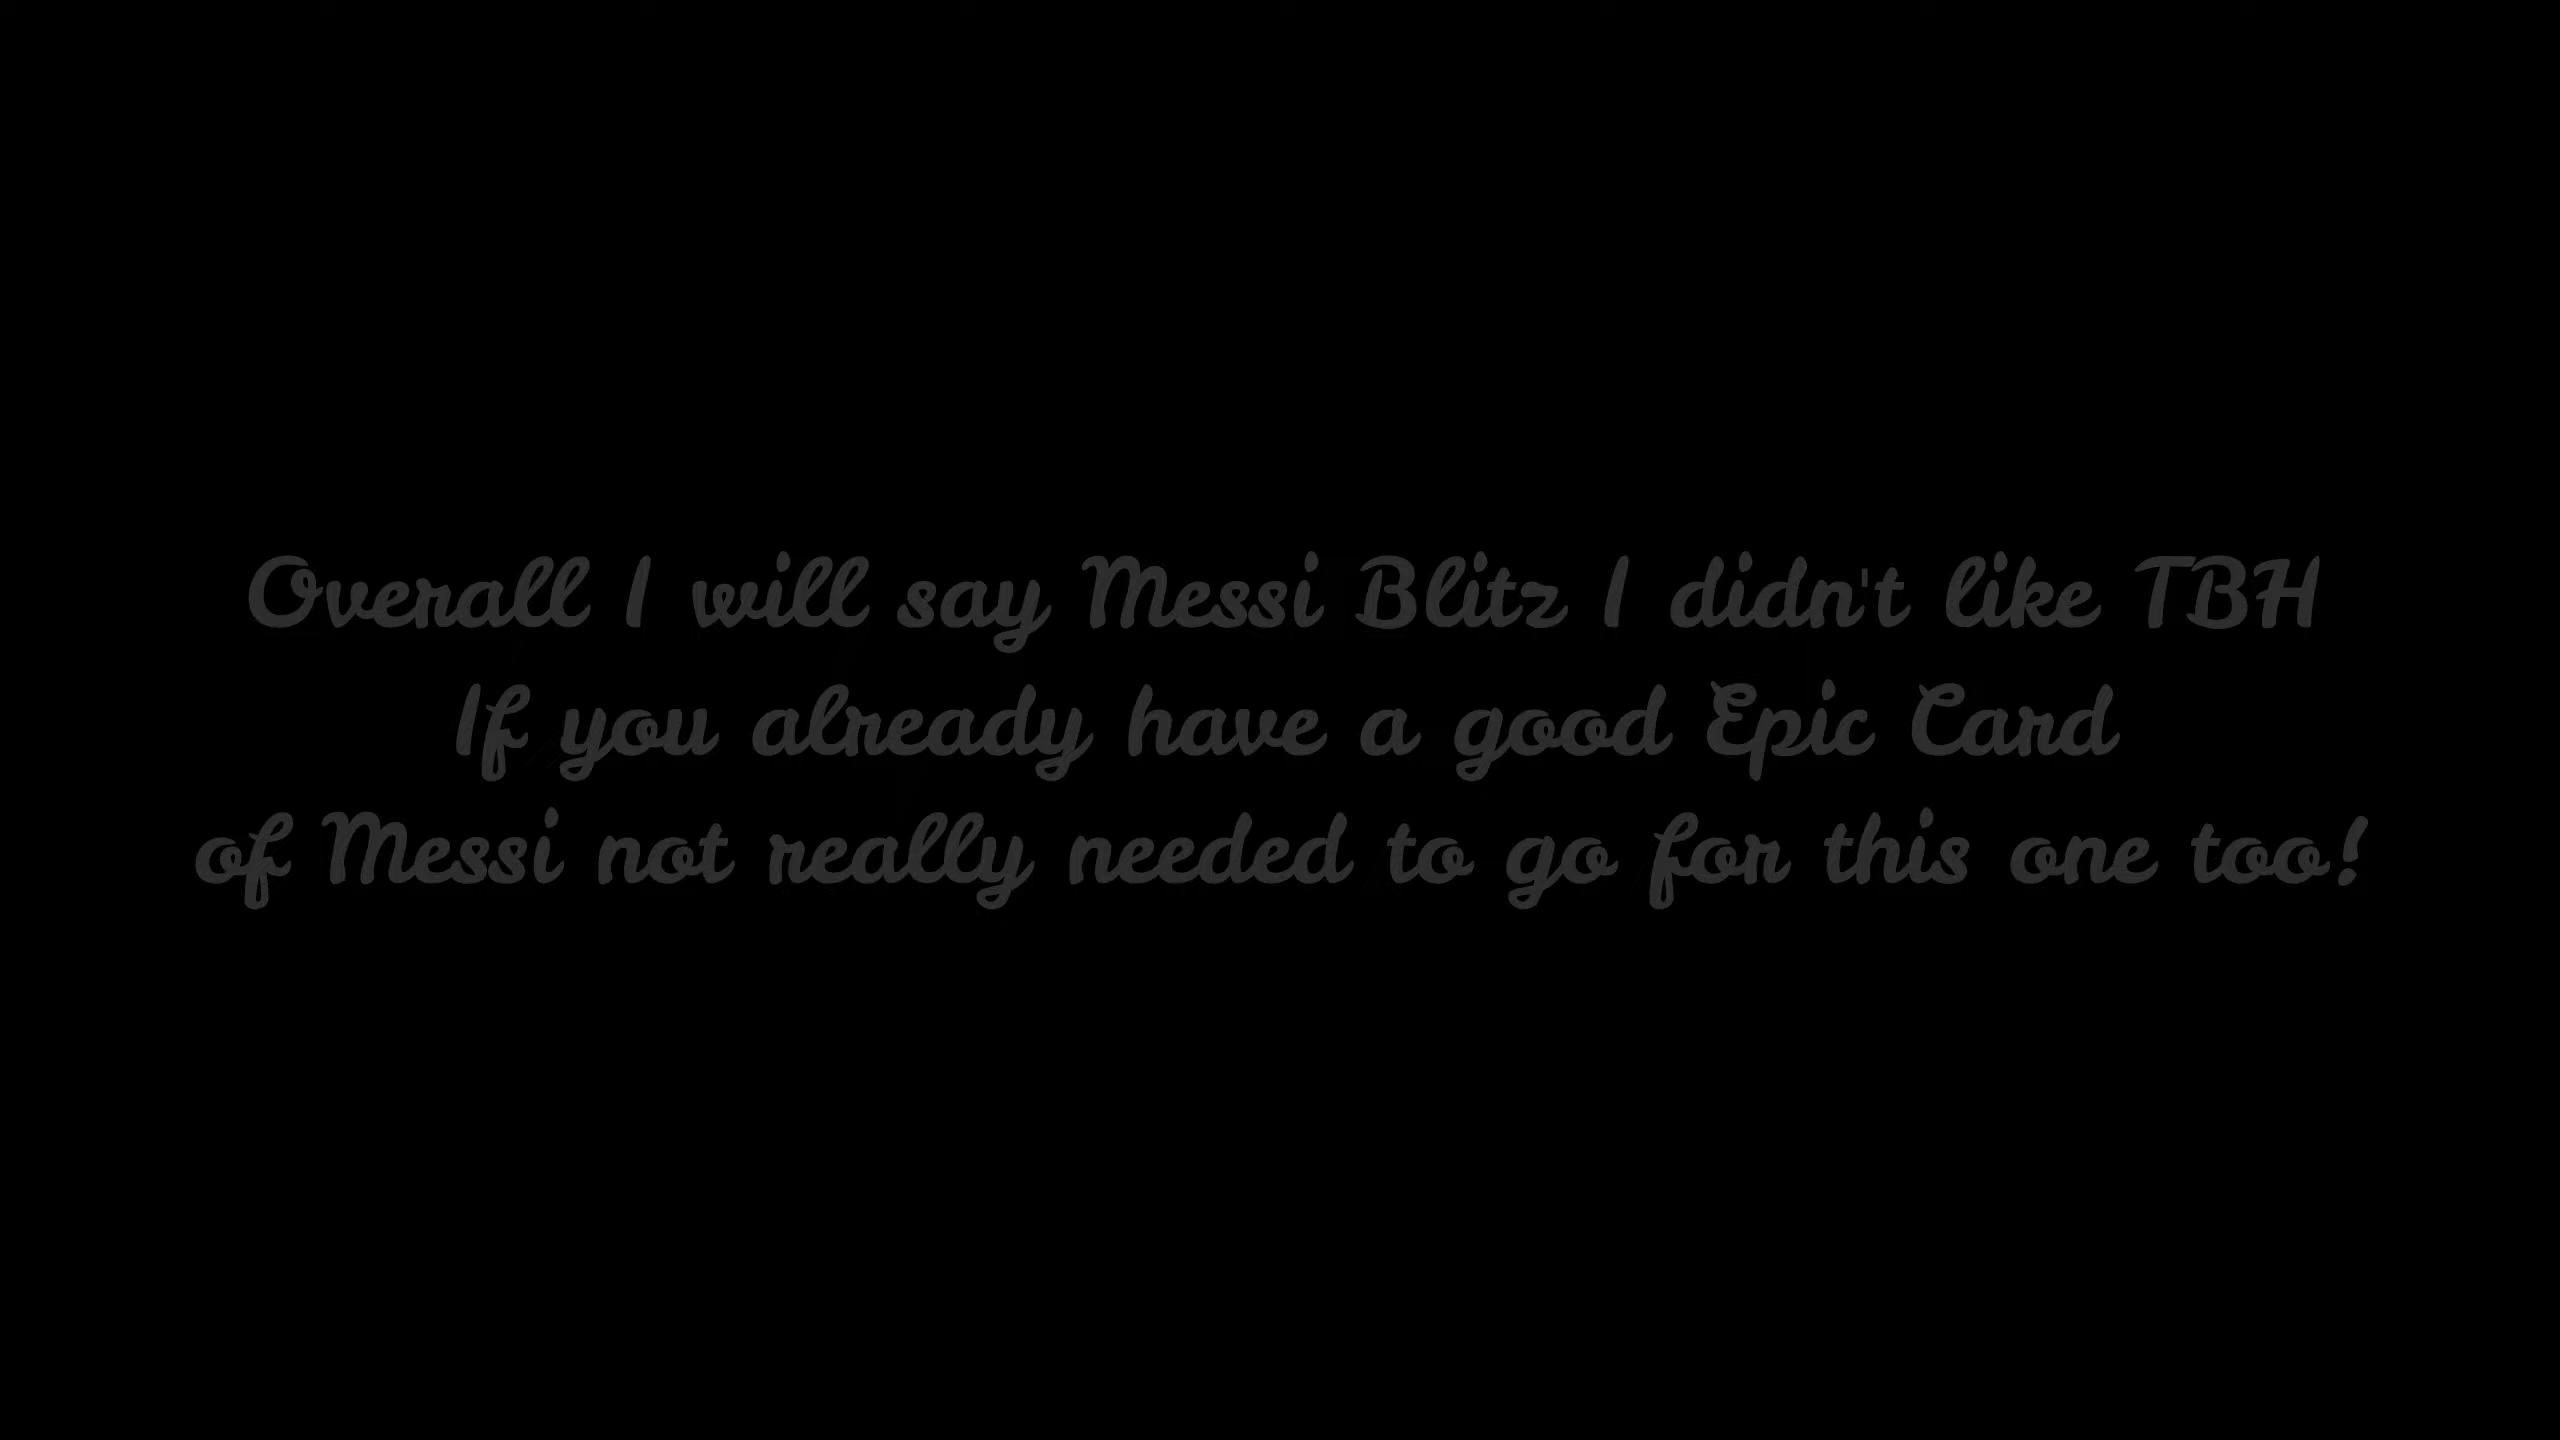 Overall I will say Messi Blitz I didn't like TBH
If you already have a good Epic Card
of Messi not really needed to go for this one too!